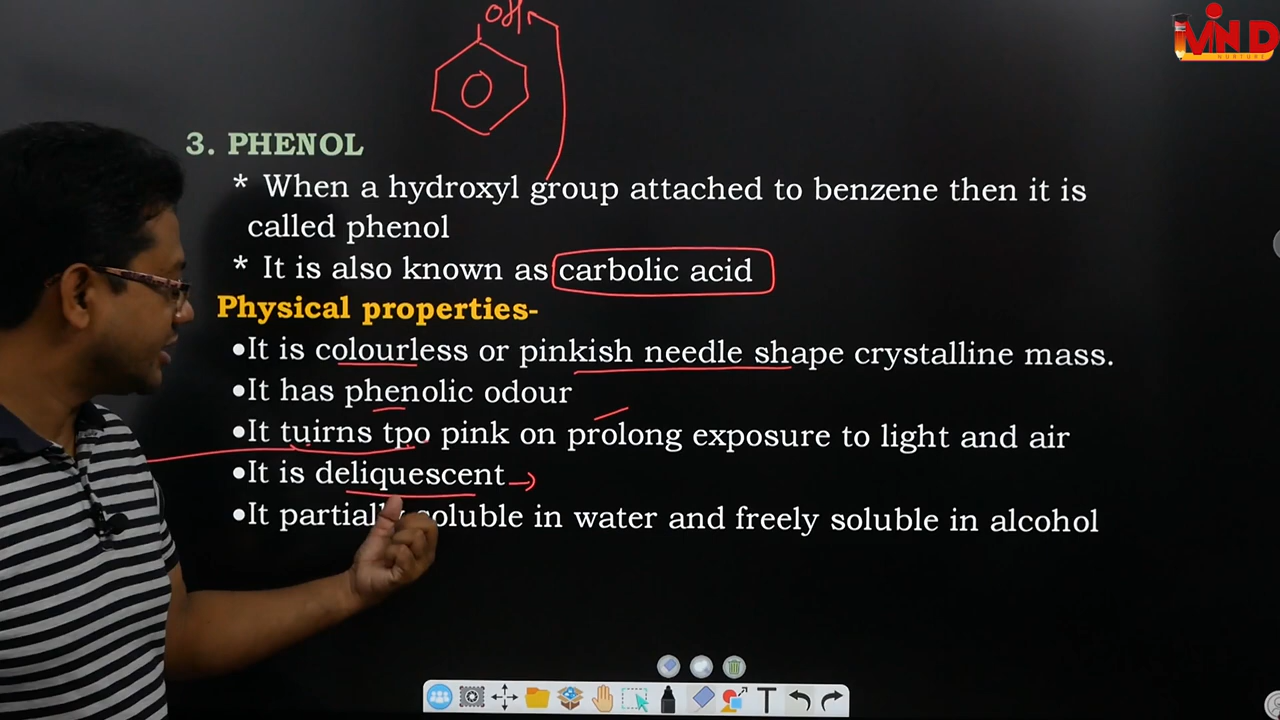 OH
MIND
NURTURE
3. PHENOL
* When a hydroxyl group attached to benzene then it is
called phenol
* It is also known as carbolic acid
Physical properties-
•It is colourless or pinkish needle shape crystalline mass.
•It has phenolic odour
•It tuirns tpo pink on prolong exposure to light and air
•It is deliquescent
•It partially soluble in water and freely soluble in alcohol
T